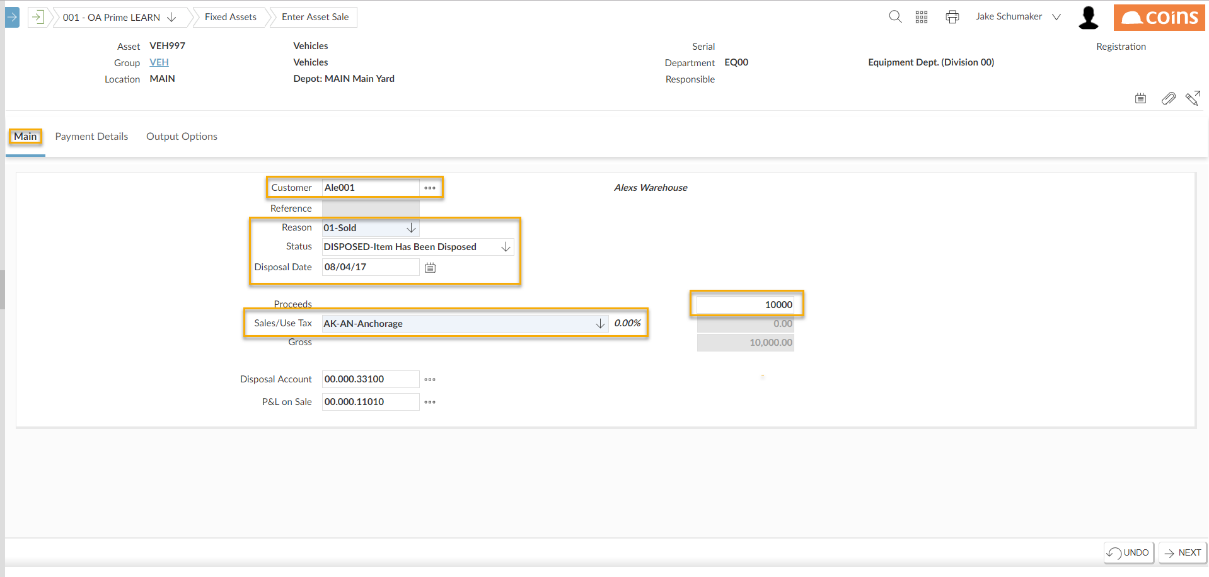 001 - OA Prime LEARN Fixed Assets Enter Asset Sale Jake Schumaker coins
Asset VEH997 Vehicles Serial Registration
Group VEH Vehicles Department EQ00 Equipment Dept. (Division 00)
Location MAIN Depot: MAIN Main Yard Responsible
Main Payment Details Output Options
Customer Ale001 Alexs Warehouse
Reference
Reason 01-Sold
Status DISPOSED-Item Has Been Disposed
Disposal Date 08/04/17
Proceeds 10000
Sales/Use Tax AK-AN-Anchorage 0.00% 0.00
Gross 10,000.00
Disposal Account 00.000.33100
P&L on Sale 00.000.11010
UNDO NEXT